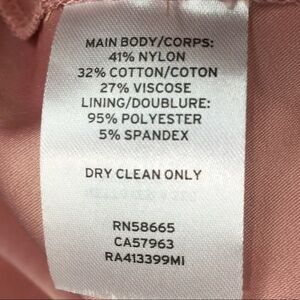 MAIN BODY/CORPS:
41% NYLON
32% COTTON/COTON
27% VISCOSE
LINING/DOUBLURE:
95% POLYESTER
5% SPANDEX
DRY CLEAN ONLY
RN58665
CA57963
RA413399MI